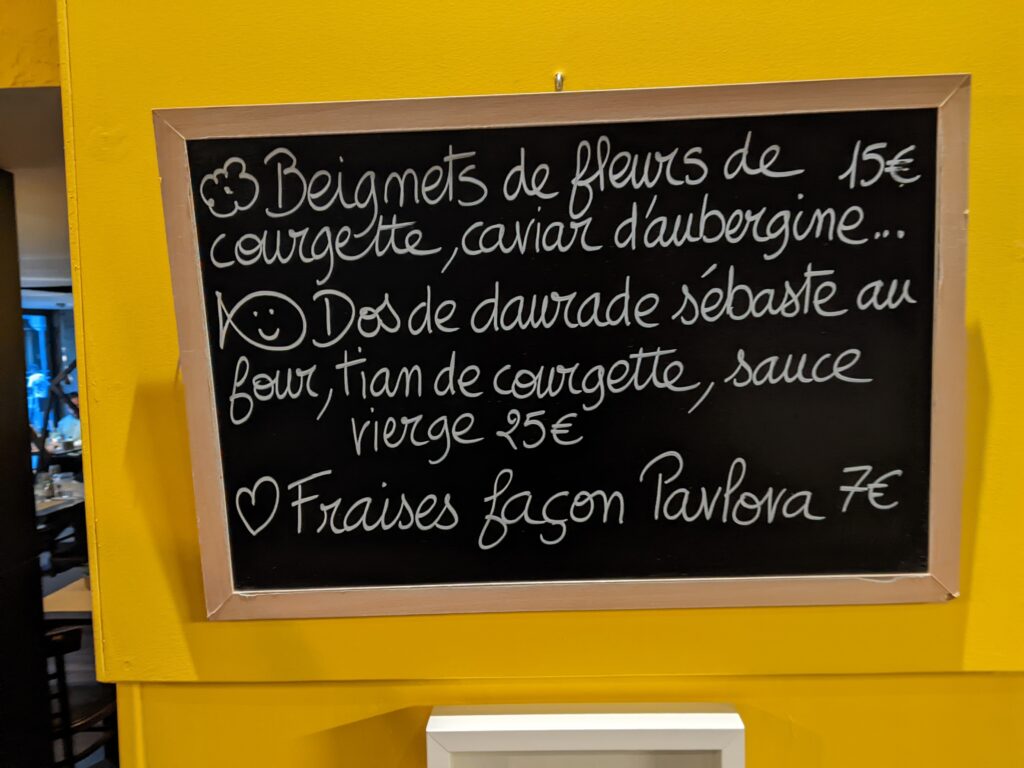 Beignets de fleurs de 15€
courgette, caviar d'aubergine...
Dos de daurade sébaste au
four, tian de courgette, sauce
vierge 25€
Fraises façon Pavlova 7€